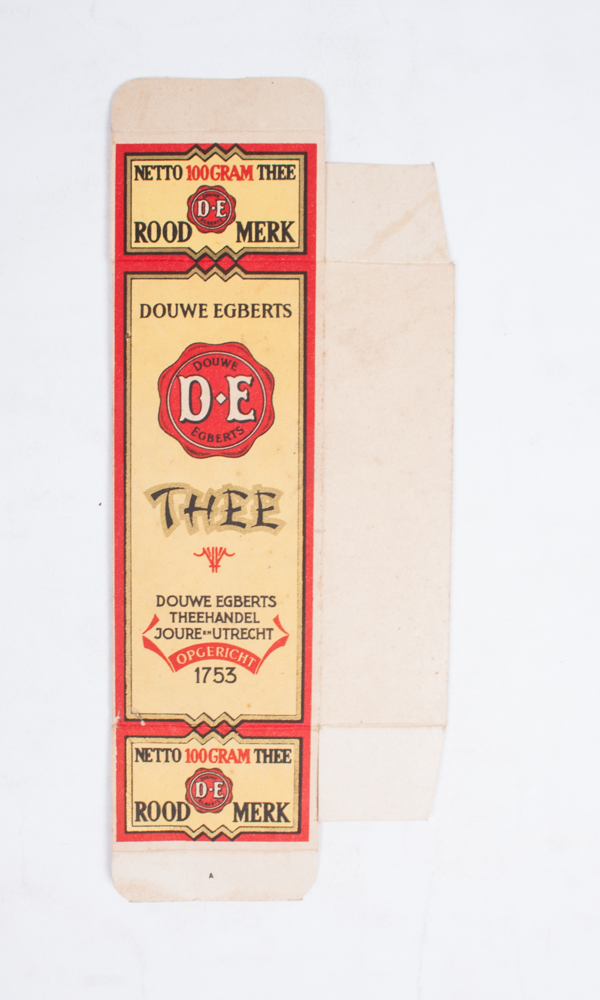 NETTO 100 GRAM THEE
D·E
ROOD MERK
DOUWE EGBERTS
DOUWE
D·E
EGBERTS
THEE
DOUWE EGBERTS
THEEHANDEL
JOURE EN UTRECHT
OPGERICHT
1753
NETTO 100 GRAM THEE
D·E
ROOD MERK
A